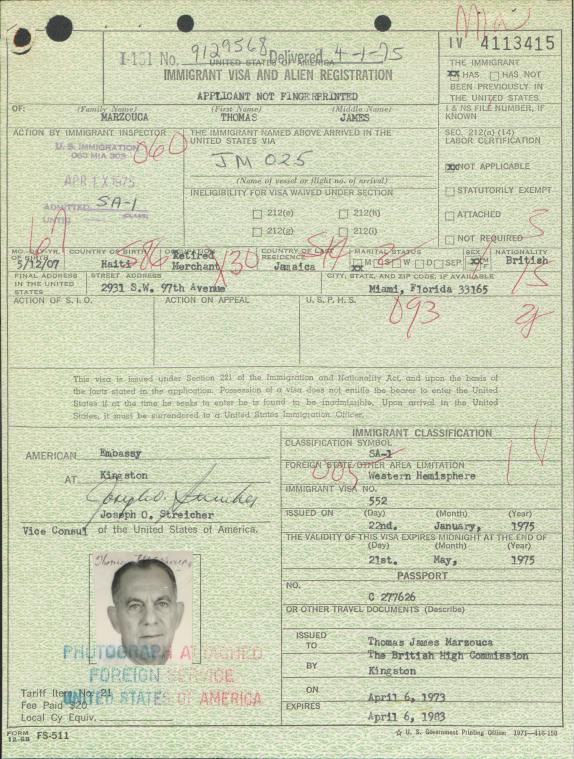 I-151 No. 9129568 Delivered 4-1-75
IV 4113415
UNITED STATES OF AMERICA
IMMIGRANT VISA AND ALIEN REGISTRATION
APPLICANT NOT FINGERPRINTED
THE IMMIGRANT
XX HAS HAS NOT
BEEN PREVIOUSLY IN
THE UNITED STATES
I & NS FILE NUMBER, IF
KNOWN
OF: (Family Name) (First Name) (Middle Name)
MARZOUCA THOMAS JAMES
ACTION BY IMMIGRANT INSPECTOR
U.S. IMMIGRATION
060 MIA 309
060
APR 1 X 1975
ADMITTED SA-1
(CLASS)
UNTIL
THE IMMIGRANT NAMED ABOVE ARRIVED IN THE
UNITED STATES VIA
JM 025
(Name of vessel or flight no. of arrival)
INELIGIBILITY FOR VISA WAIVED UNDER SECTION
212(e) 212(h)
212(g) 212(i)
SEC. 212(a) (14)
LABOR CERTIFICATION
XX NOT APPLICABLE
STATUTORILY EXEMPT
ATTACHED
NOT REQUIRED
5
MO.-DAY-YR. OF BIRTH
5/12/07
COUNTRY OF BIRTH
Haiti
586
OCCUPATION
Retired
Merchant
130
COUNTRY OF LAST
RESIDENCE
Jamaica
514
MARITAL STATUS
M S W D SEP.
SEX
XX M F
NATIONALITY
British
15
FINAL ADDRESS
IN THE UNITED
STATES
STREET ADDRESS
2931 S.W. 97th Avenue
CITY, STATE, AND ZIP CODE, IF AVAILABLE
Miami, Florida 33165
ACTION OF S.I.O. ACTION ON APPEAL U.S.P.H.S.
093
This visa is issued under Section 221 of the Immigration and Nationality Act, and upon the basis of
the facts stated in the application. Possession of a visa does not entitle the bearer to enter the United
States if at the time he seeks to enter he is found to be inadmissible. Upon arrival in the United
States, it must be surrendered to a United States Immigration Officer.
AMERICAN Embassy
AT Kingston
Joseph O. Streicher
Joseph O. Streicher
Vice Consul of the United States of America.
IMMIGRANT CLASSIFICATION
CLASSIFICATION SYMBOL
SA-1
FOREIGN STATE/OTHER AREA LIMITATION
Western Hemisphere
005
IMMIGRANT VISA NO.
552
ISSUED ON (Day) (Month) (Year)
22nd. January, 1975
THE VALIDITY OF THIS VISA EXPIRES MIDNIGHT AT THE END OF
(Day) (Month) (Year)
21st. May, 1975
PASSPORT
NO.
C 277626
OR OTHER TRAVEL DOCUMENTS (Describe)
ISSUED
TO Thomas James Marzouca
The British High Commission
BY Kingston
ON April 6, 1973
EXPIRES April 6, 1983
PHOTOGRAPH ATTACHED
FOREIGN SERVICE
UNITED STATES OF AMERICA
Tariff Item No. 21
Fee Paid $20
Local Cy Equiv.
FORM
12-68 FS-511
☆ U. S. Government Printing Office: 1971—416-150